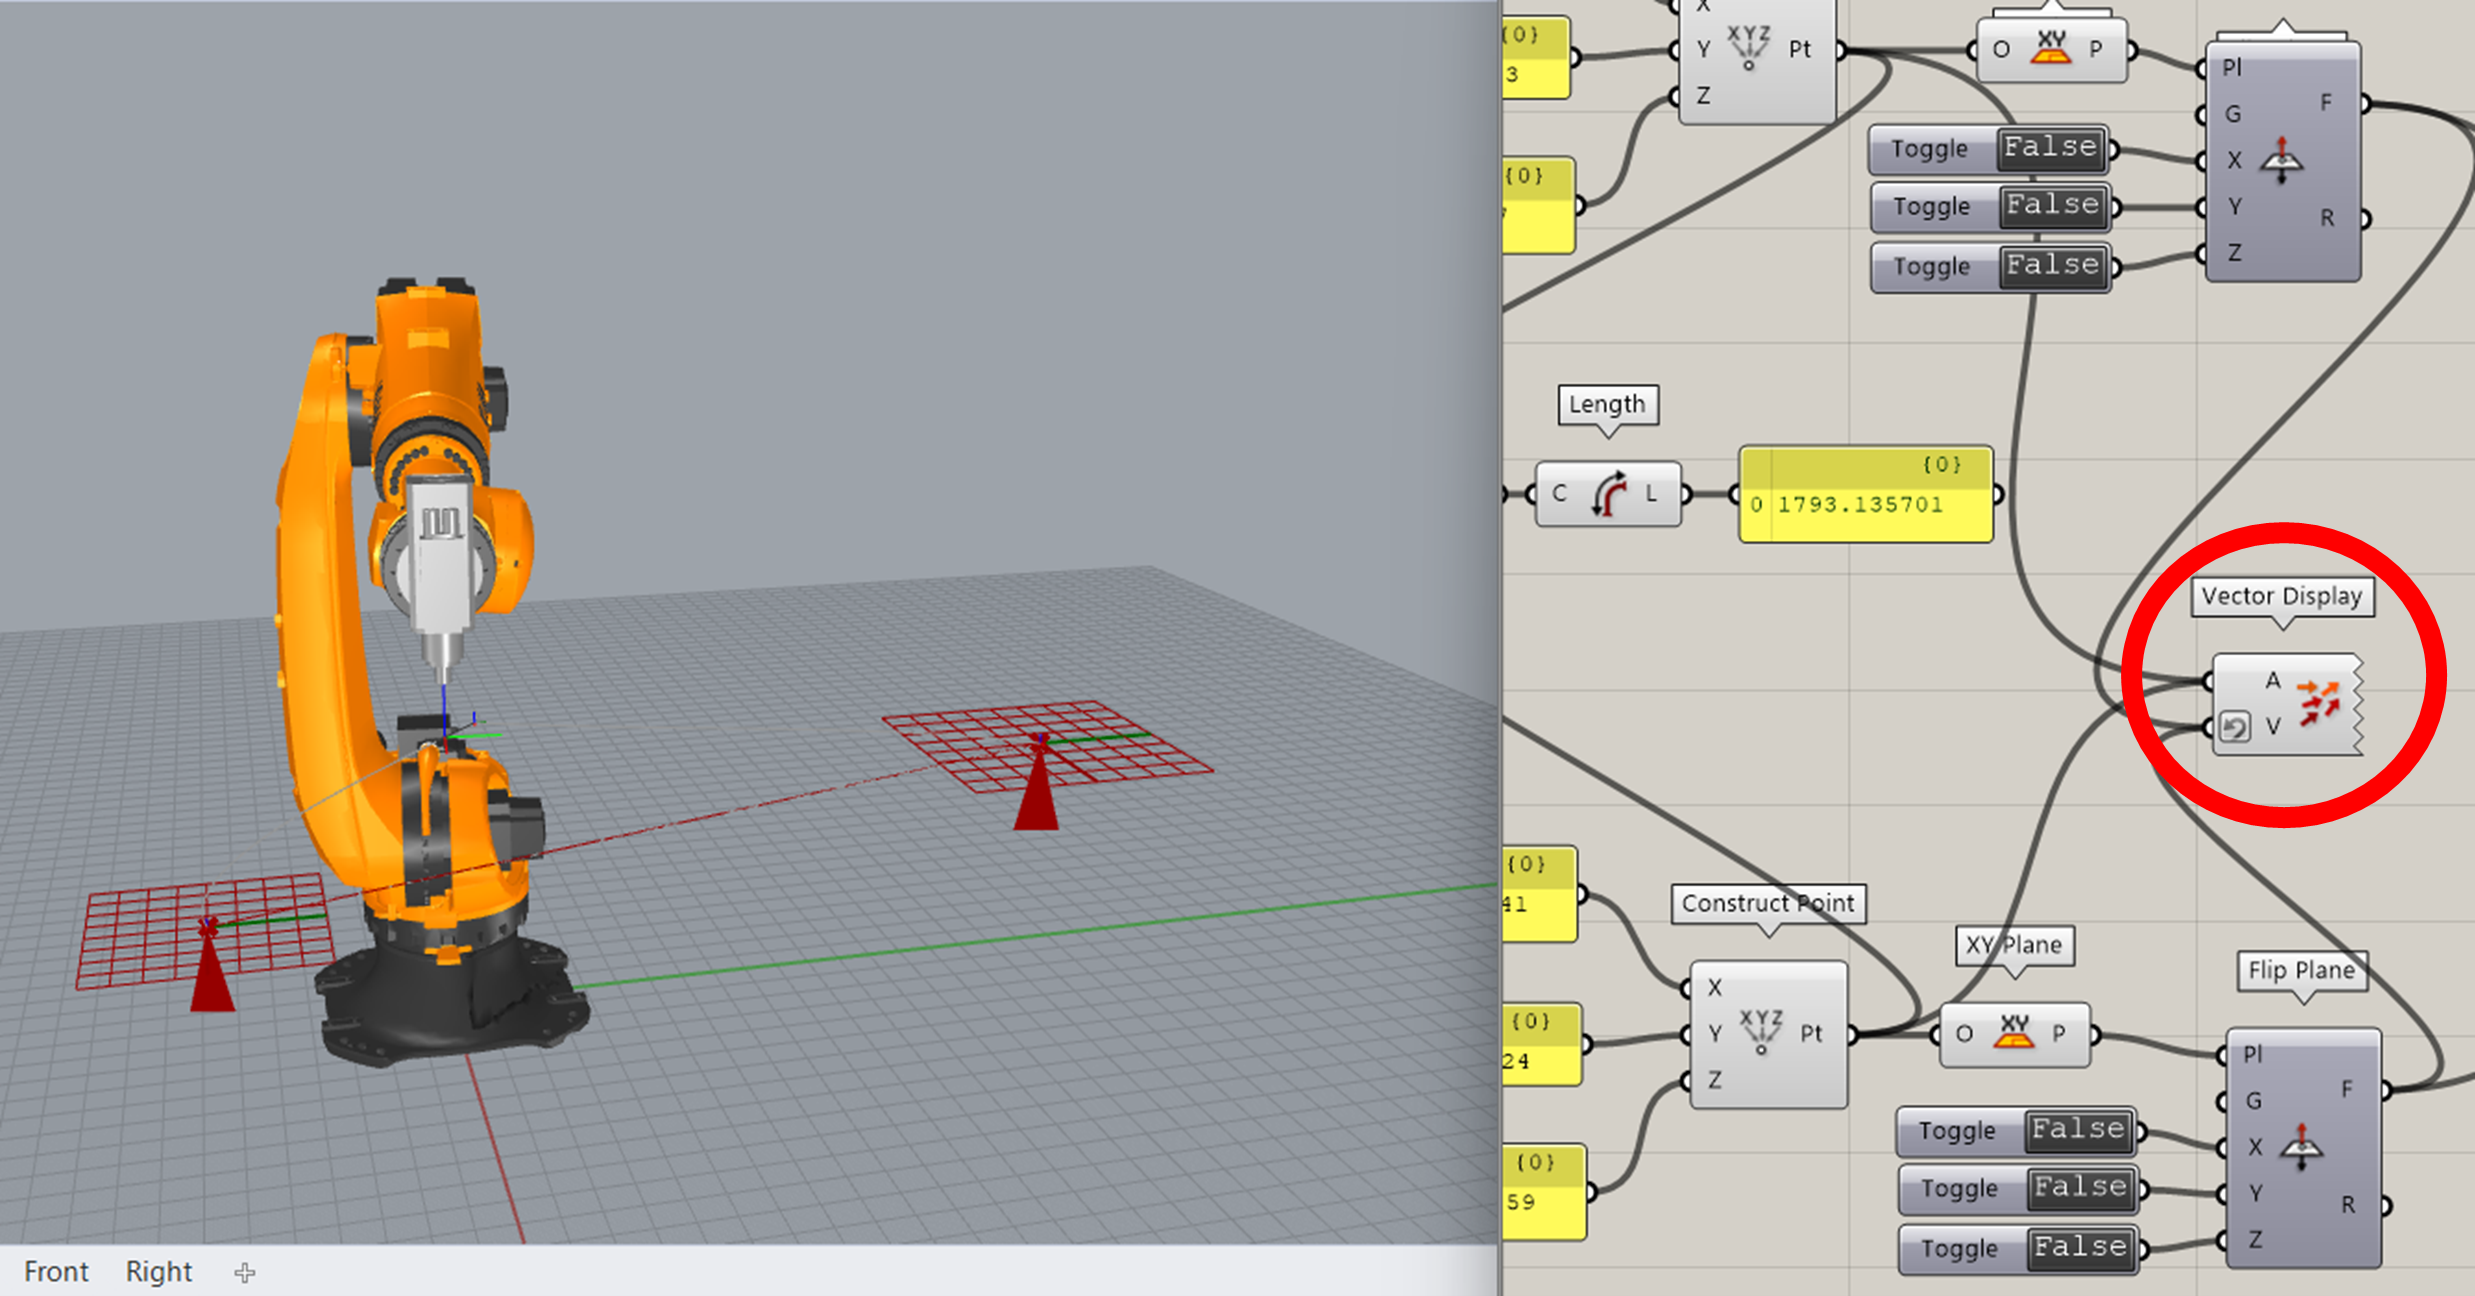 X
Y
Z
XYZ
Pt
{0}
3
{0}
O
XY
P
Pl
G
X
Y
Z
F
R
Toggle False
Toggle False
Toggle False
Length
C
L
{0}
0 1793.135701
Vector Display
A
V
{0}
41
{0}
24
{0}
59
Construct Point
X
Y
Z
XYZ
Pt
XY Plane
O
XY
P
Flip Plane
Pl
G
X
Y
Z
F
R
Toggle False
Toggle False
Toggle False
Front Right